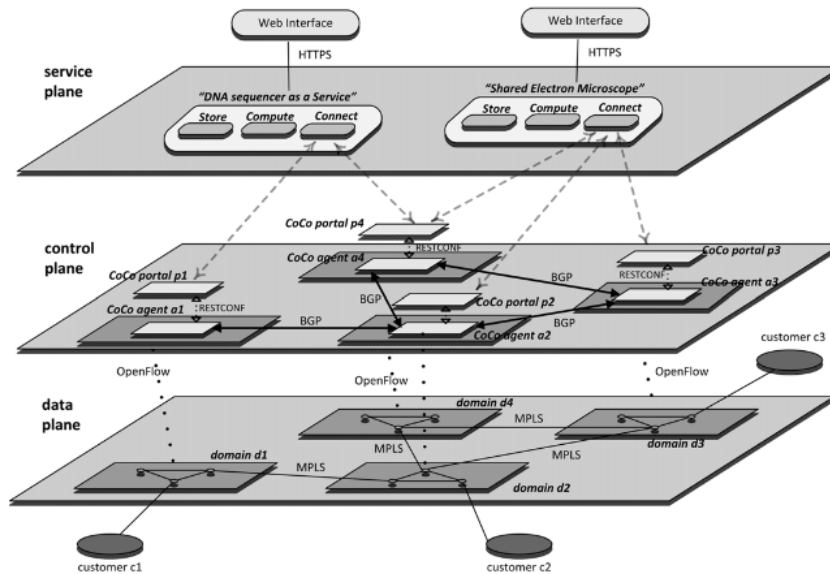 Web Interface
Web Interface
HTTPS
HTTPS
service
plane
"DNA sequencer as a Service"
Store
Compute
Connect
"Shared Electron Microscope"
Store
Compute
Connect
CoCo portal p4
RESTCONF
control
plane
CoCo agent a4
CoCo portal p3
CoCo portal p1
RESTCONF
BGP
RESTCONF
CoCo agent a3
CoCo agent a1
BGP
CoCo portal p2
BGP
BGP
CoCo agent a2
customer c3
OpenFlow
OpenFlow
OpenFlow
data
plane
domain d4
MPLS
domain d3
MPLS
domain d1
MPLS
MPLS
domain d2
customer c1
customer c2